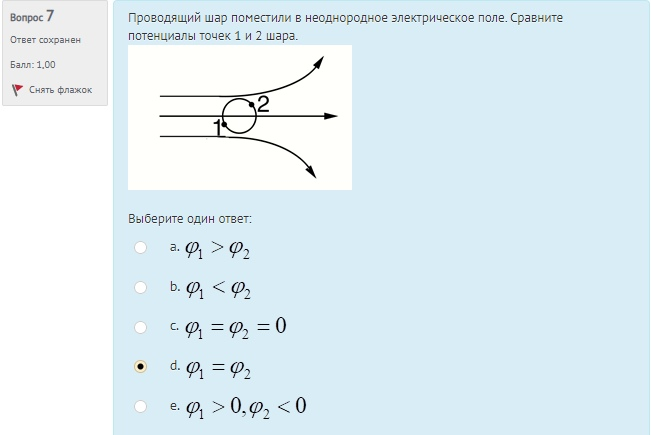 Вопрос 7
Ответ сохранен
Балл: 1,00
Снять флажок
Проводящий шар поместили в неоднородное электрическое поле. Сравните
потенциалы точек 1 и 2 шара.
2
1
Выберите один ответ:
a. φ₁ > φ₂
b. φ₁ < φ₂
c. φ₁ = φ₂ = 0
d. φ₁ = φ₂
e. φ₁ > 0, φ₂ < 0